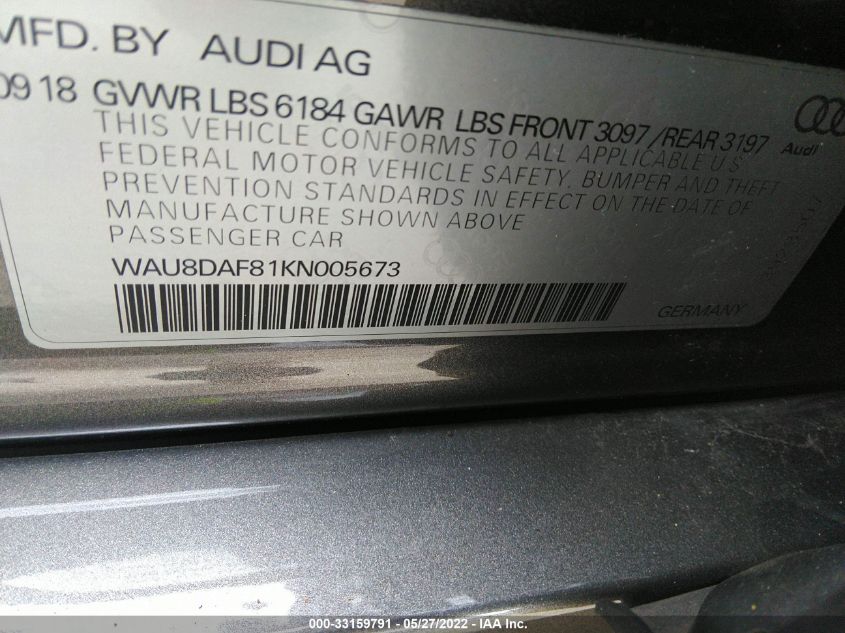 MFD. BY AUDI AG
0918 GVWR LBS 6184 GAWR LBS FRONT 3097 / REAR 3197
THIS VEHICLE CONFORMS TO ALL APPLICABLE U S
FEDERAL MOTOR VEHICLE SAFETY, BUMPER AND THEFT
PREVENTION STANDARDS IN EFFECT ON THE DATE OF
MANUFACTURE SHOWN ABOVE
PASSENGER CAR
Audi
WAU8DAF81KN005673
GERMANY
000-33159791 - 05/27/2022 - IAA Inc.